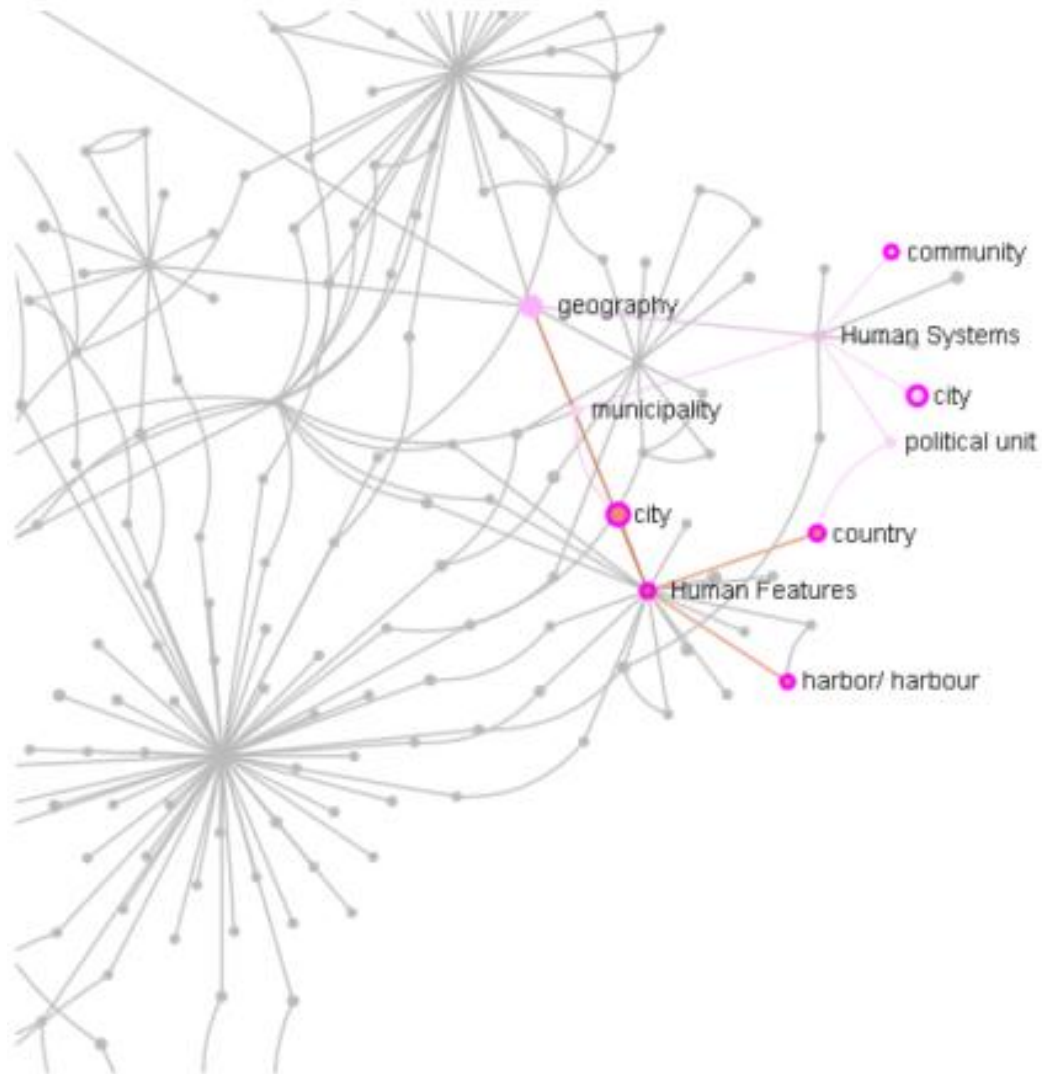 community
geography
Human Systems
city
municipality
political unit
city
country
Human Features
harbor/ harbour